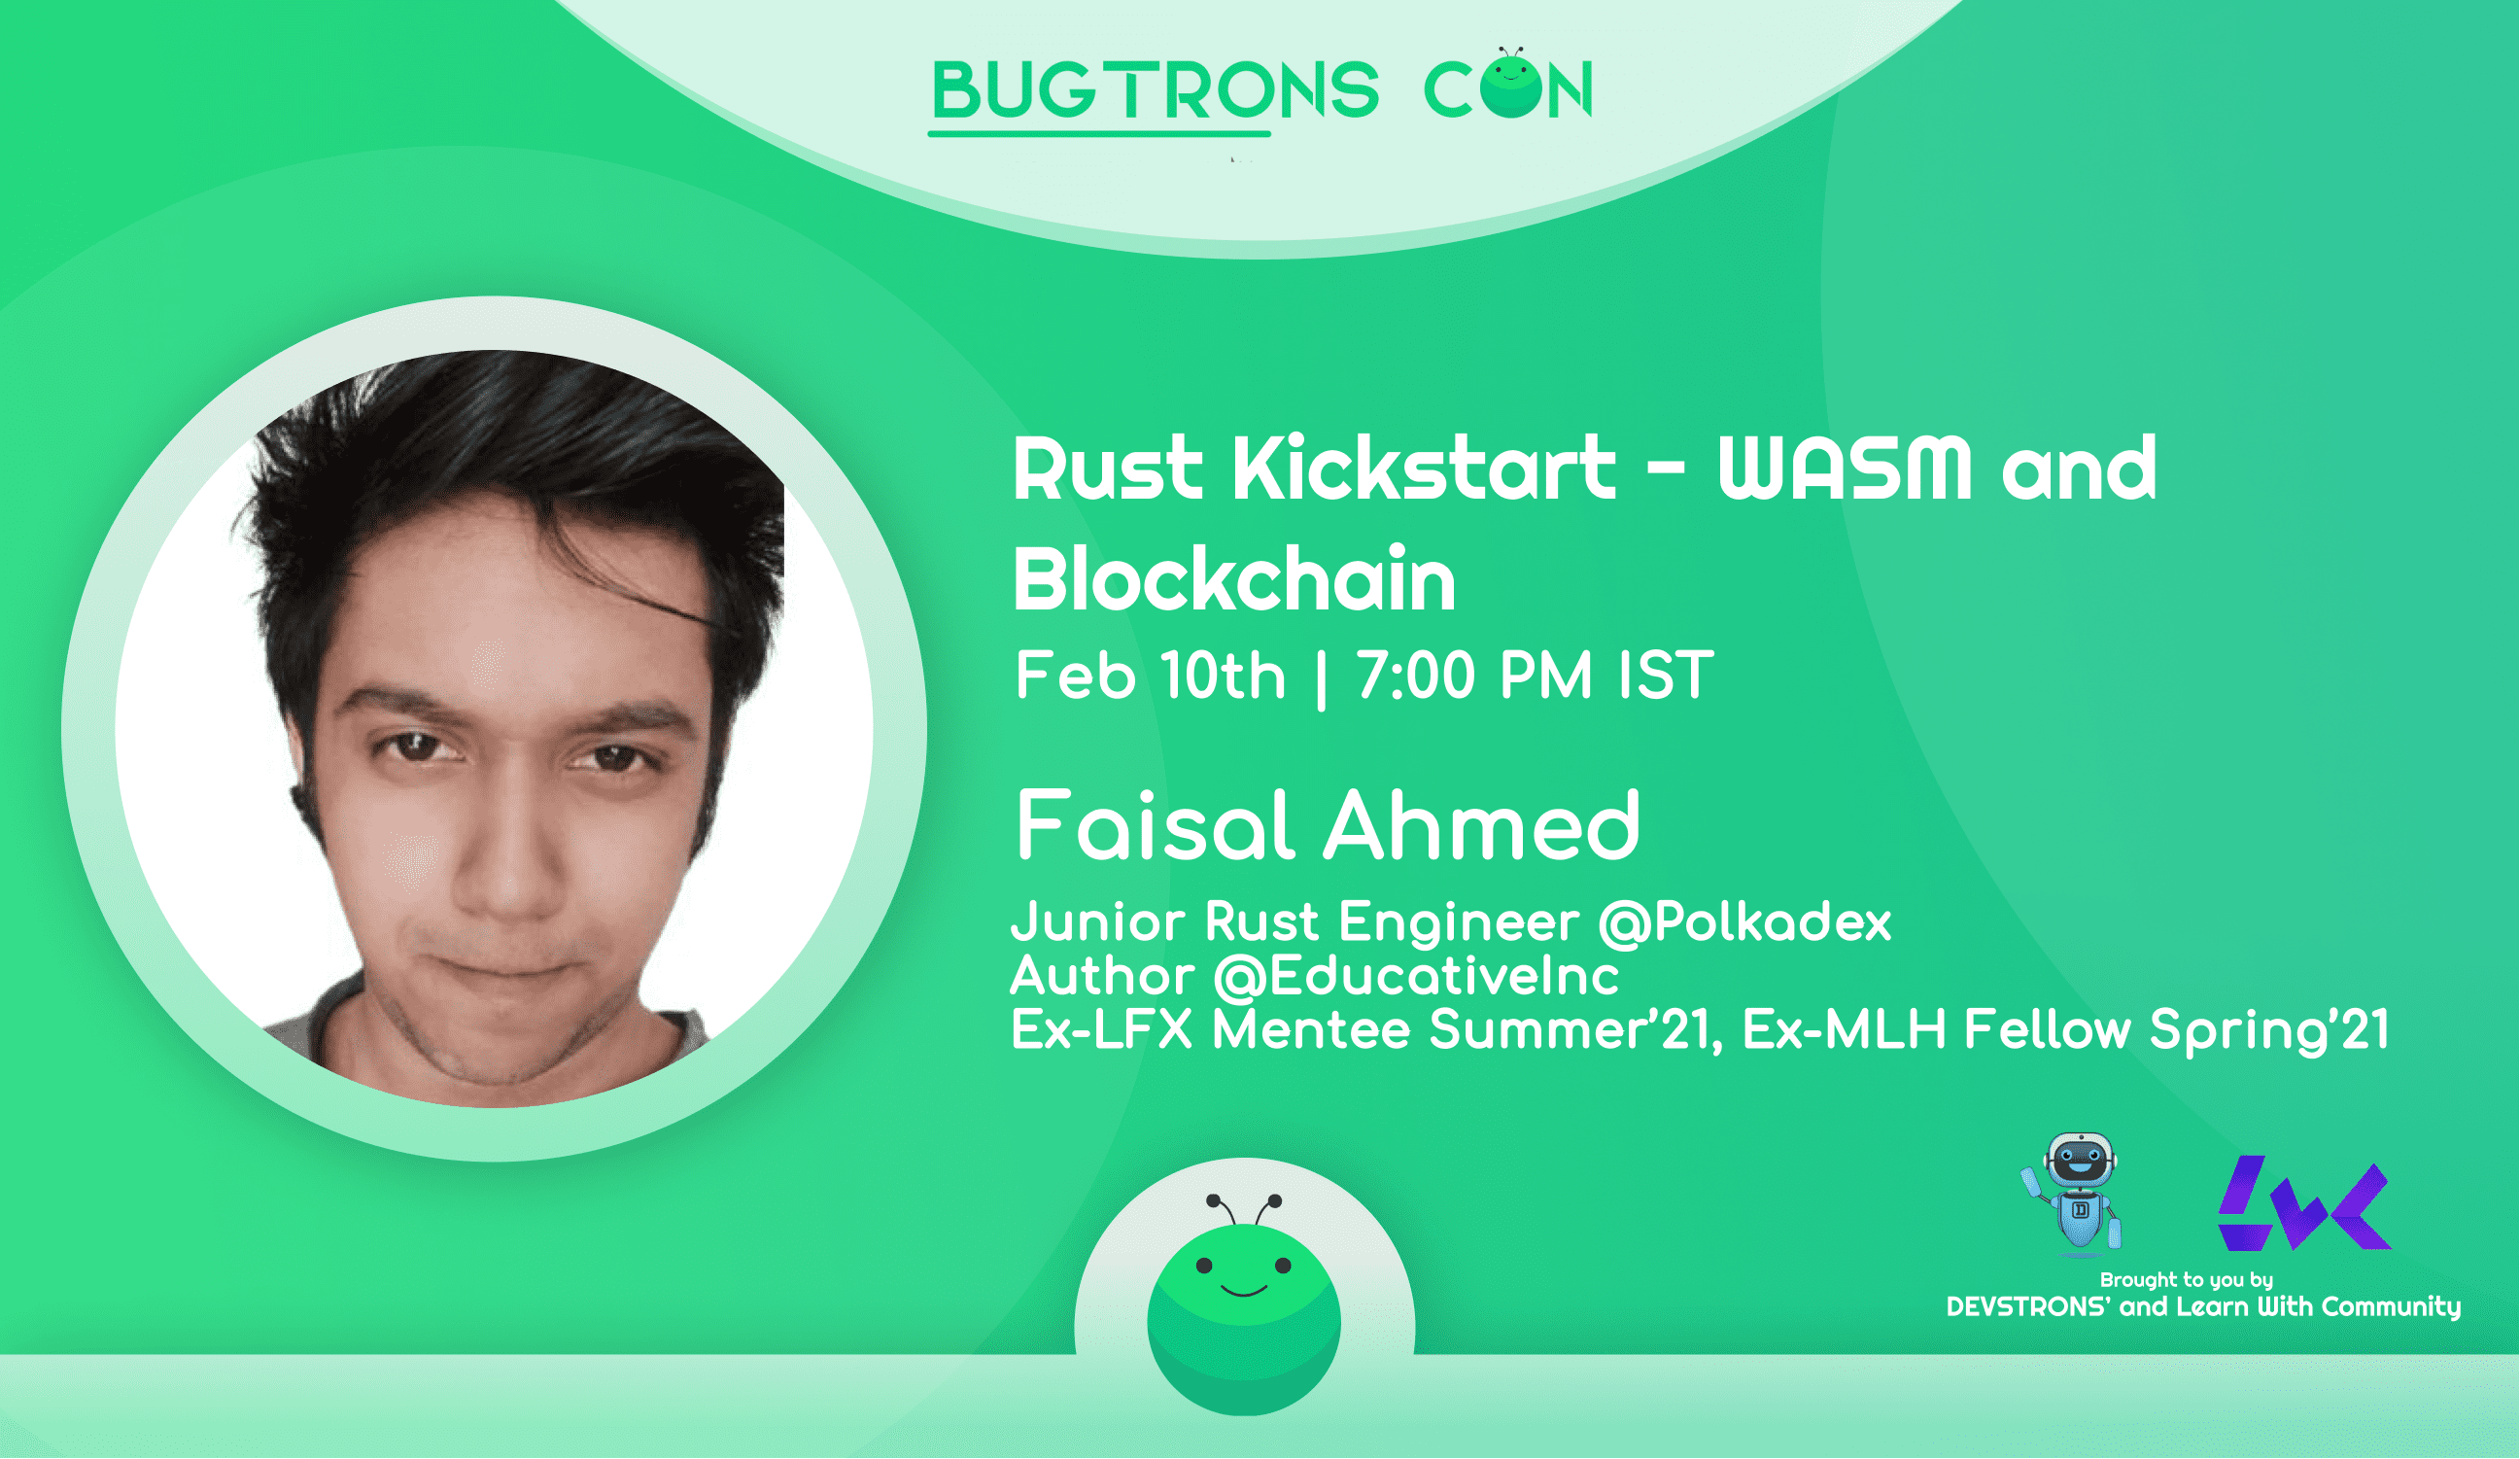 BUGTRONS CON
Rust Kickstart - WASM and
Blockchain
Feb 10th | 7:00 PM IST
Faisal Ahmed
Junior Rust Engineer @Polkadex
Author @EducativeInc
Ex-LFX Mentee Summer'21, Ex-MLH Fellow Spring'21
D
LWC
Brought to you by
DEVSTRONS' and Learn With Community